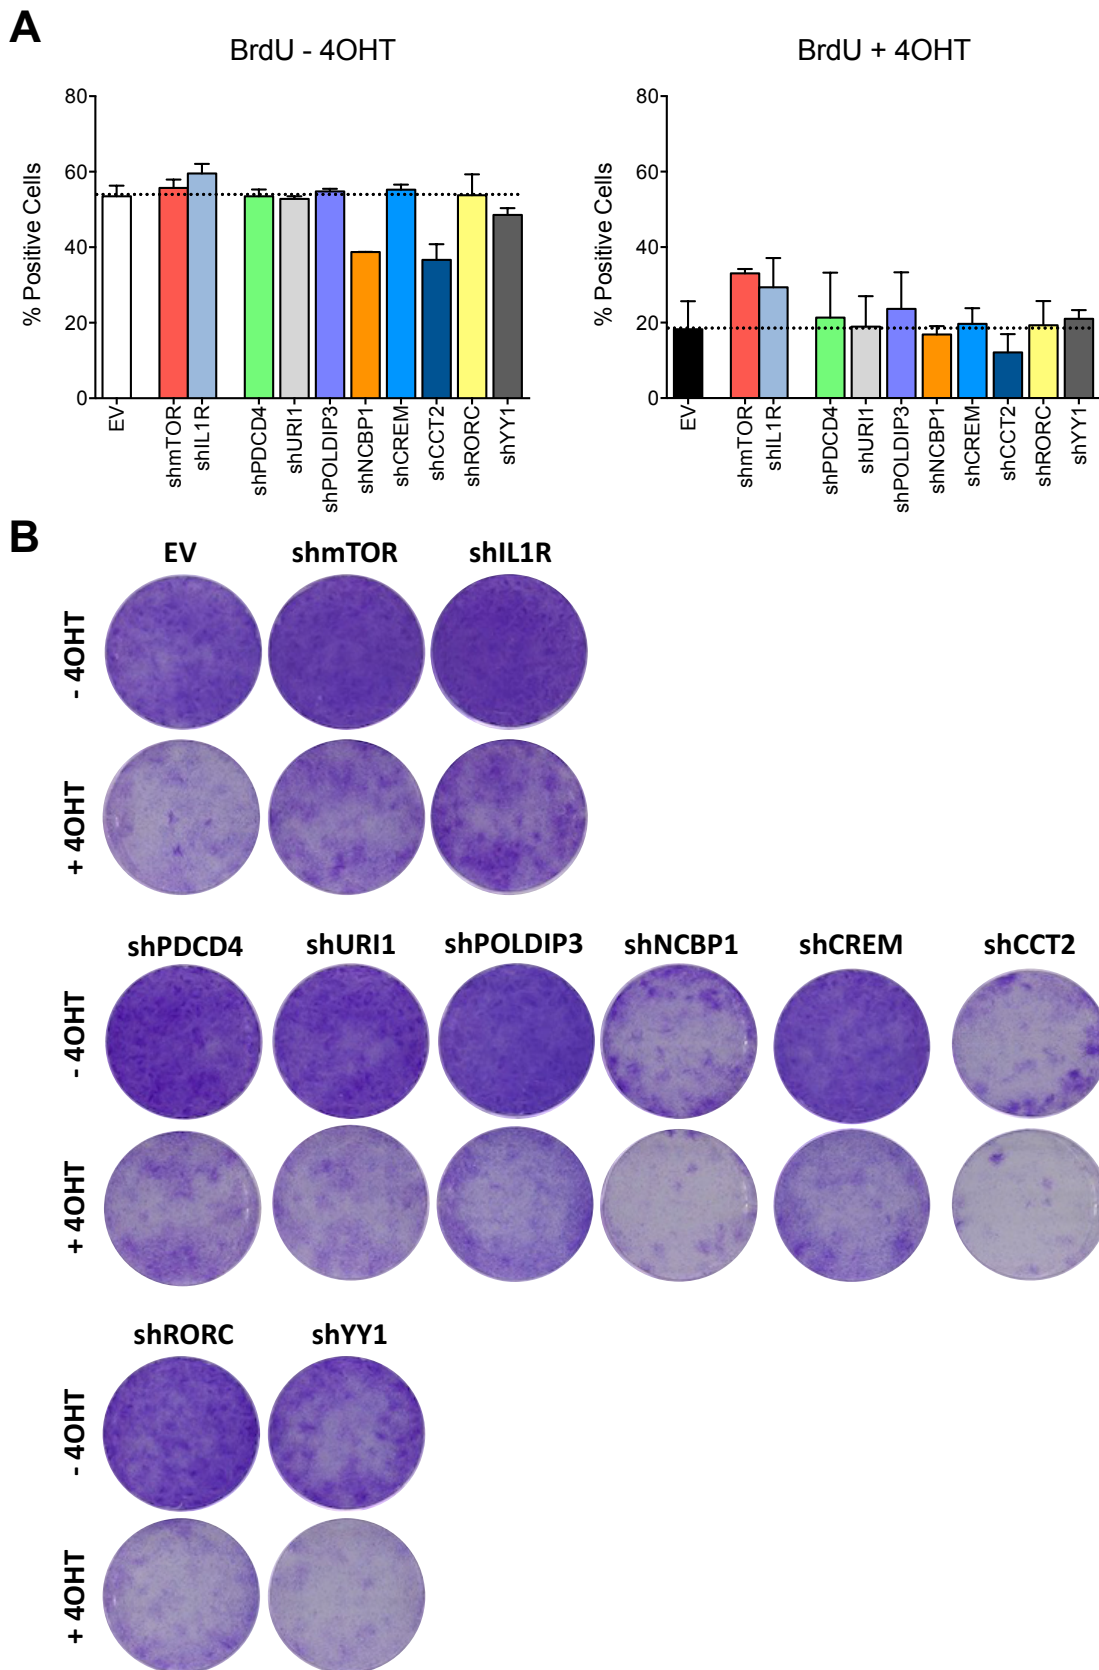 A
BrdU - 4OHT
BrdU + 4OHT
% Positive Cells
80
60
40
20
0
EV
shmTOR
shIL1R
shPDCD4
shURI1
shPOLDIP3
shNCBP1
shCREM
shCCT2
shRORC
shYY1
% Positive Cells
80
60
40
20
0
EV
shmTOR
shIL1R
shPDCD4
shURI1
shPOLDIP3
shNCBP1
shCREM
shCCT2
shRORC
shYY1
B
EV shmTOR shIL1R
- 4OHT
+ 4OHT
shPDCD4 shURI1 shPOLDIP3 shNCBP1 shCREM shCCT2
- 4OHT
+ 4OHT
shRORC shYY1
- 4OHT
+ 4OHT